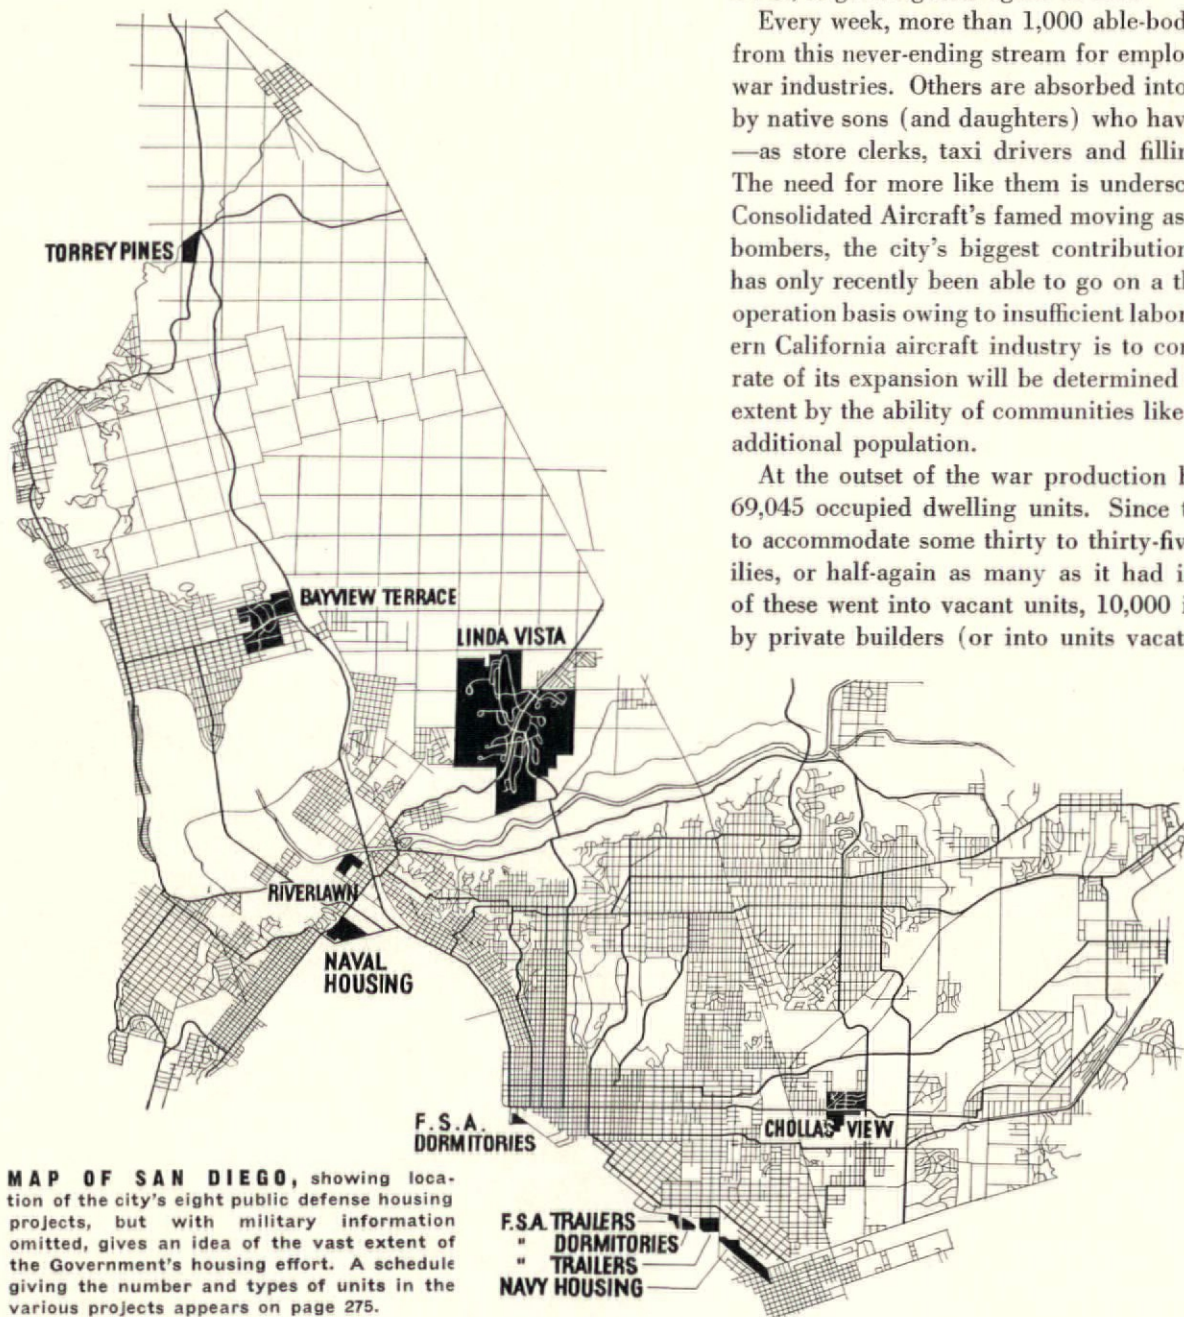 Every week, more than 1,000 able-bod
from this never-ending stream for emplo
war industries. Others are absorbed into
by native sons (and daughters) who hav
—as store clerks, taxi drivers and fillin
The need for more like them is undersc
Consolidated Aircraft's famed moving as
bombers, the city's biggest contribution
has only recently been able to go on a t
operation basis owing to insufficient labor
ern California aircraft industry is to con
rate of its expansion will be determined
extent by the ability of communities like
additional population.
At the outset of the war production
69,045 occupied dwelling units. Since t
to accommodate some thirty to thirty-fiv
ilies, or half-again as many as it had i
of these went into vacant units, 10,000 i
by private builders (or into units vacat
TORREY PINES
BAYVIEW TERRACE
LINDA VISTA
RIVERLAWN
NAVAL
HOUSING
F.S.A.
DORMITORIES
CHOLLAS VIEW
F.S.A. TRAILERS
" DORMITORIES
" TRAILERS
NAVY HOUSING
MAP OF SAN DIEGO, showing loca-
tion of the city's eight public defense housing
projects, but with military information
omitted, gives an idea of the vast extent of
the Government's housing effort. A schedule
giving the number and types of units in the
various projects appears on page 275.